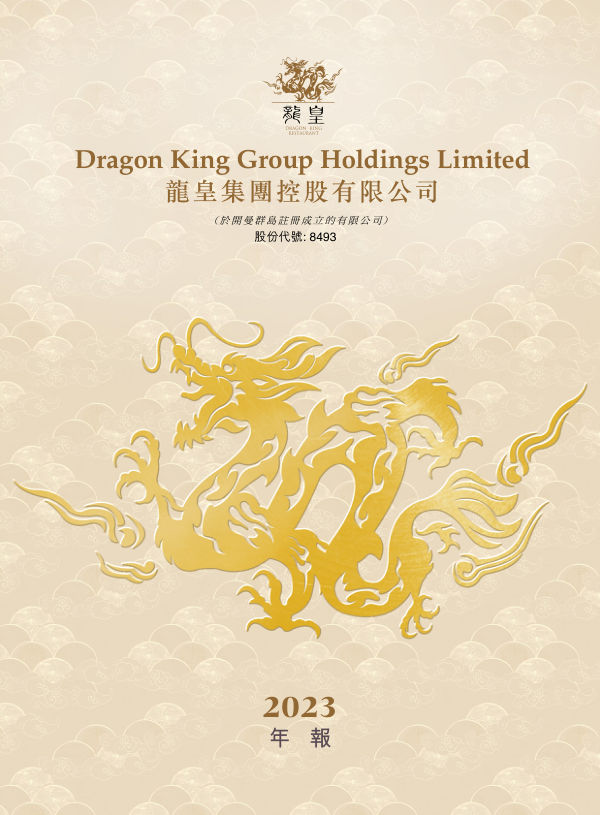 龍皇
DRAGON KING
RESTAURANT
Dragon King Group Holdings Limited
龍皇集團控股有限公司
（於開曼群島註冊成立的有限公司）
股份代號: 8493
2023
年 報